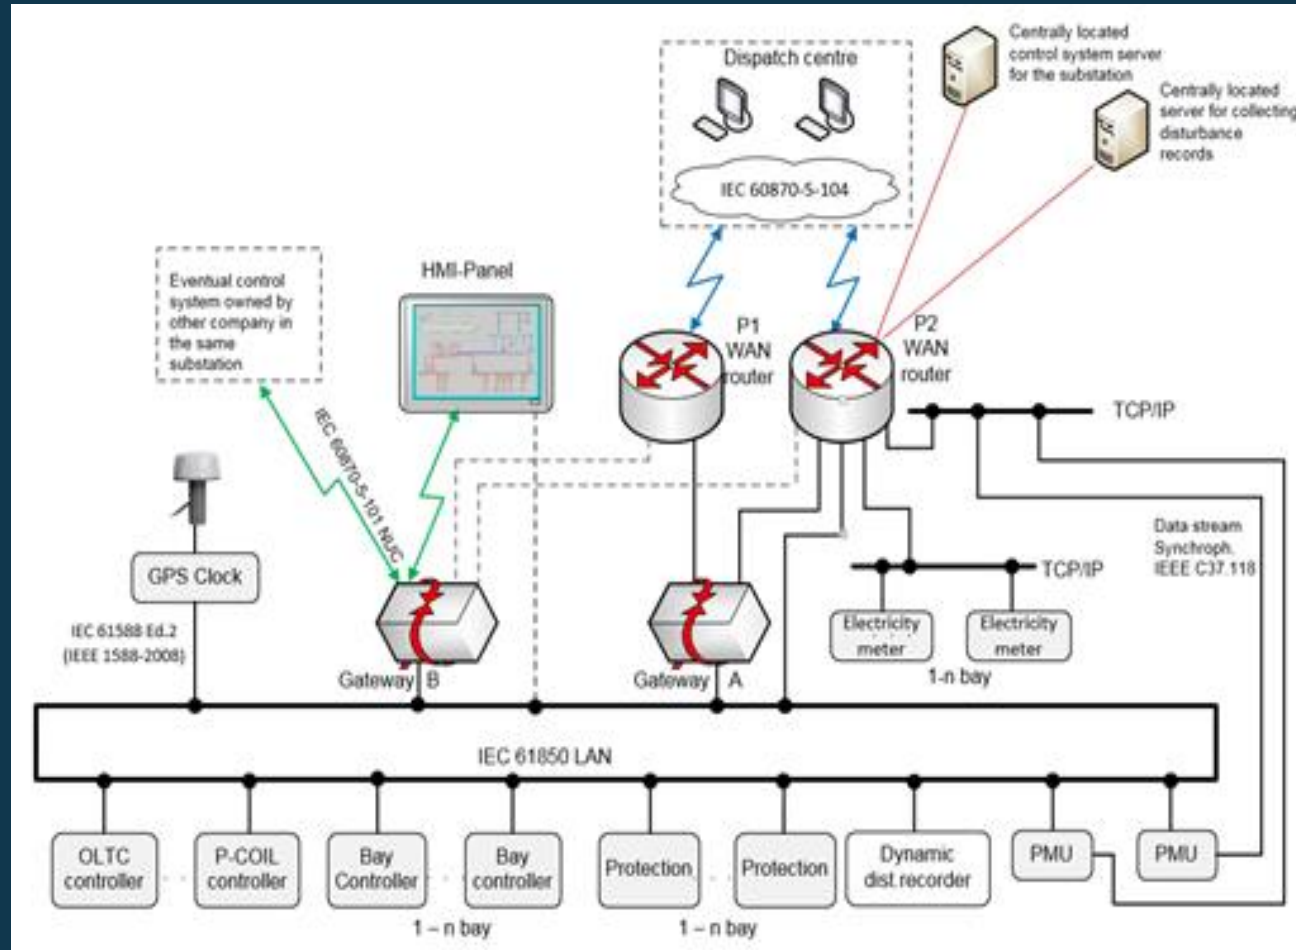 Centrally located
control system server
for the substation
Dispatch centre
Centrally located
server for collecting
disturbance
records
IEC 60870-5-104
HMI-Panel
Eventual control
system owned by
other company in
the same
substation
P1
WAN
router
P2
WAN
router
TCP/IP
IEC 60870-5-101 NUC
GPS Clock
Data stream
Synchroph.
IEEE C37.118
TCP/IP
IEC 61588 Ed.2
(IEEE 1588-2008)
Electricity
meter
Electricity
meter
Gateway B
Gateway A
1-n bay
IEC 61850 LAN
OLTC
controller
P-COIL
controller
Bay
Controller
Bay
controller
Protection
Protection
Dynamic
dist.recorder
PMU
PMU
1 – n bay
1 – n bay